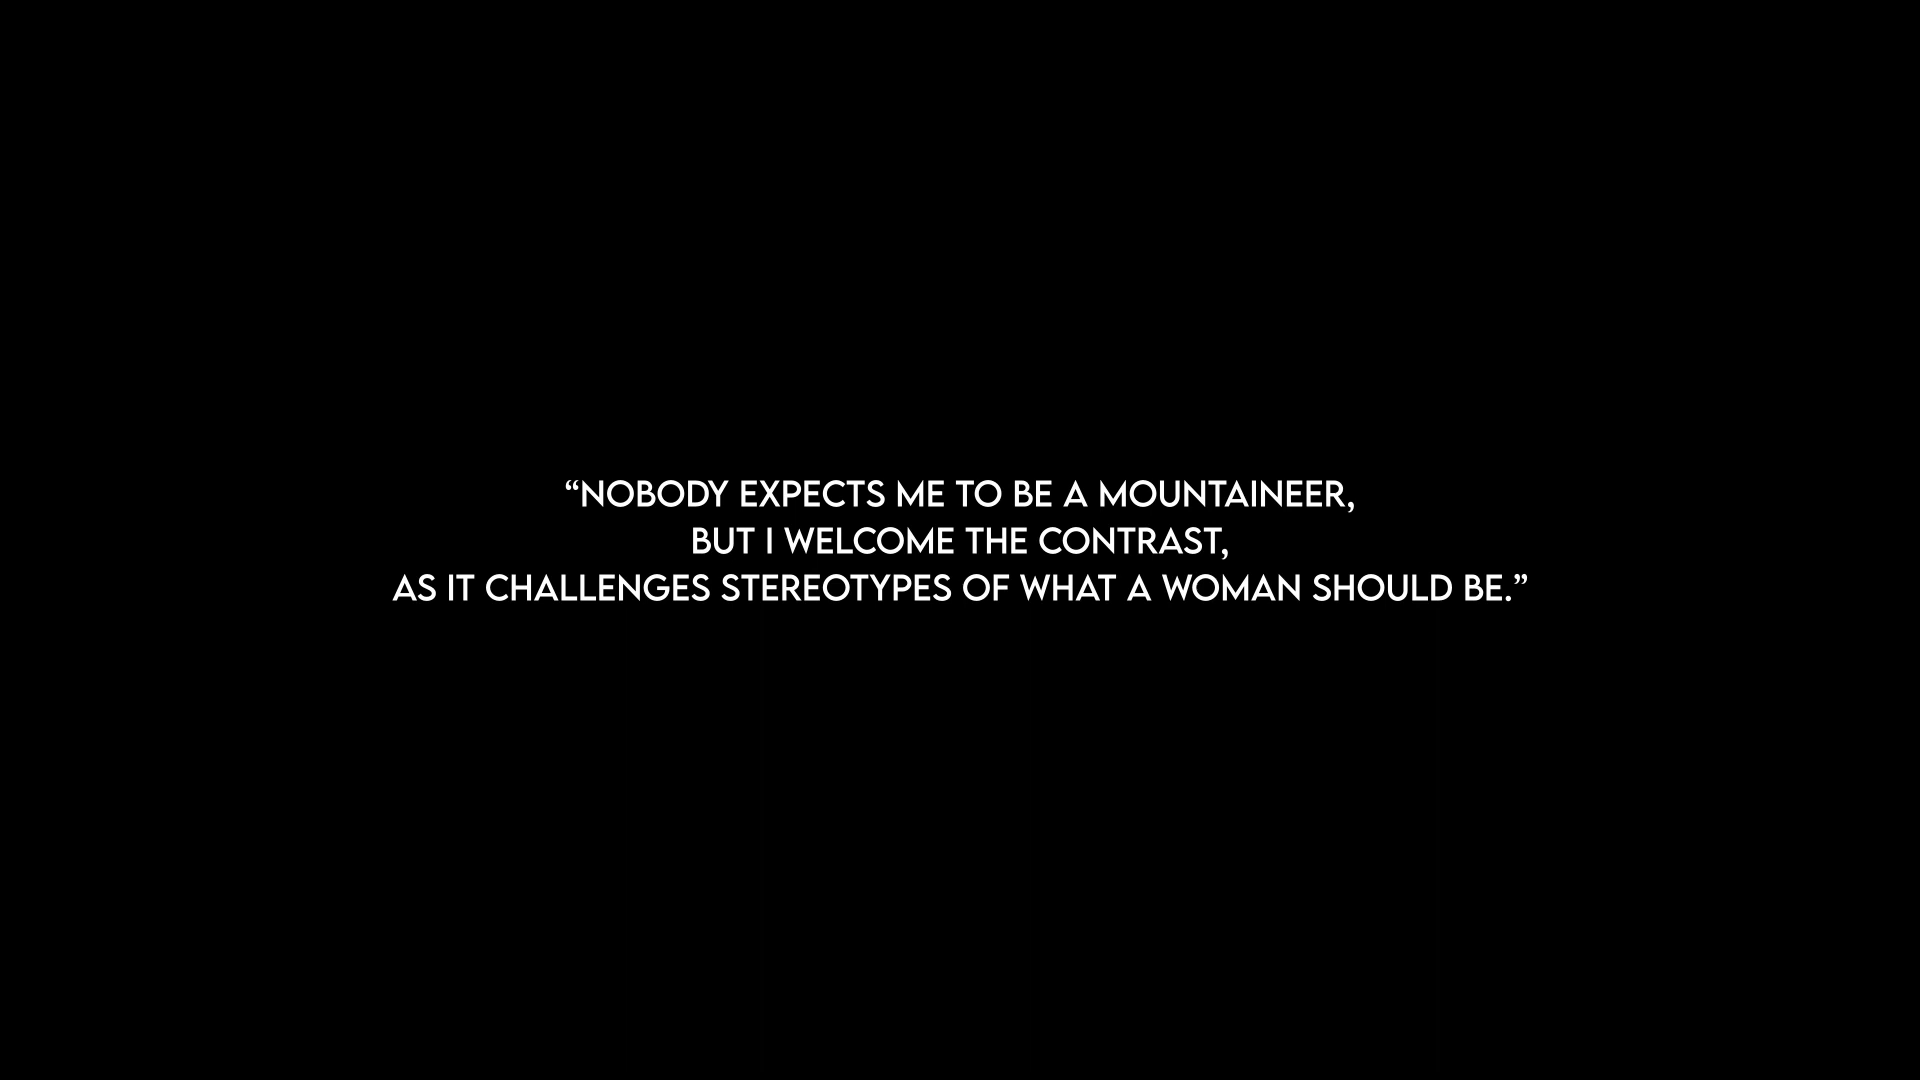 “NOBODY EXPECTS ME TO BE A MOUNTAINEER,
BUT I WELCOME THE CONTRAST,
AS IT CHALLENGES STEREOTYPES OF WHAT A WOMAN SHOULD BE.”